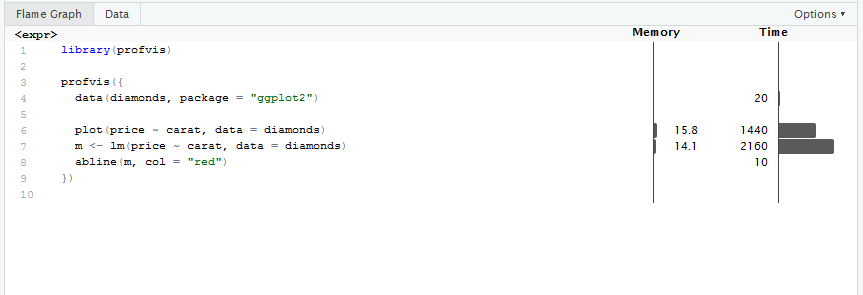 Flame Graph Data Options ▾
<expr> Memory Time
1 library(profvis)
2
3 profvis({
4 data(diamonds, package = "ggplot2") 20
5
6 plot(price ~ carat, data = diamonds) 15.8 1440
7 m <- lm(price ~ carat, data = diamonds) 14.1 2160
8 abline(m, col = "red") 10
9 })
10